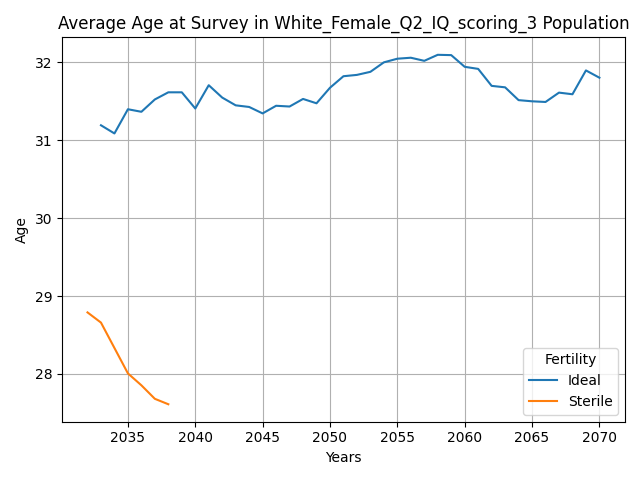 Average Age at Survey in White_Female_Q2_IQ_scoring_3 Population
32
31
30
29
28
Age
2035 2040 2045 2050 2055 2060 2065 2070
Years
Fertility
Ideal
Sterile